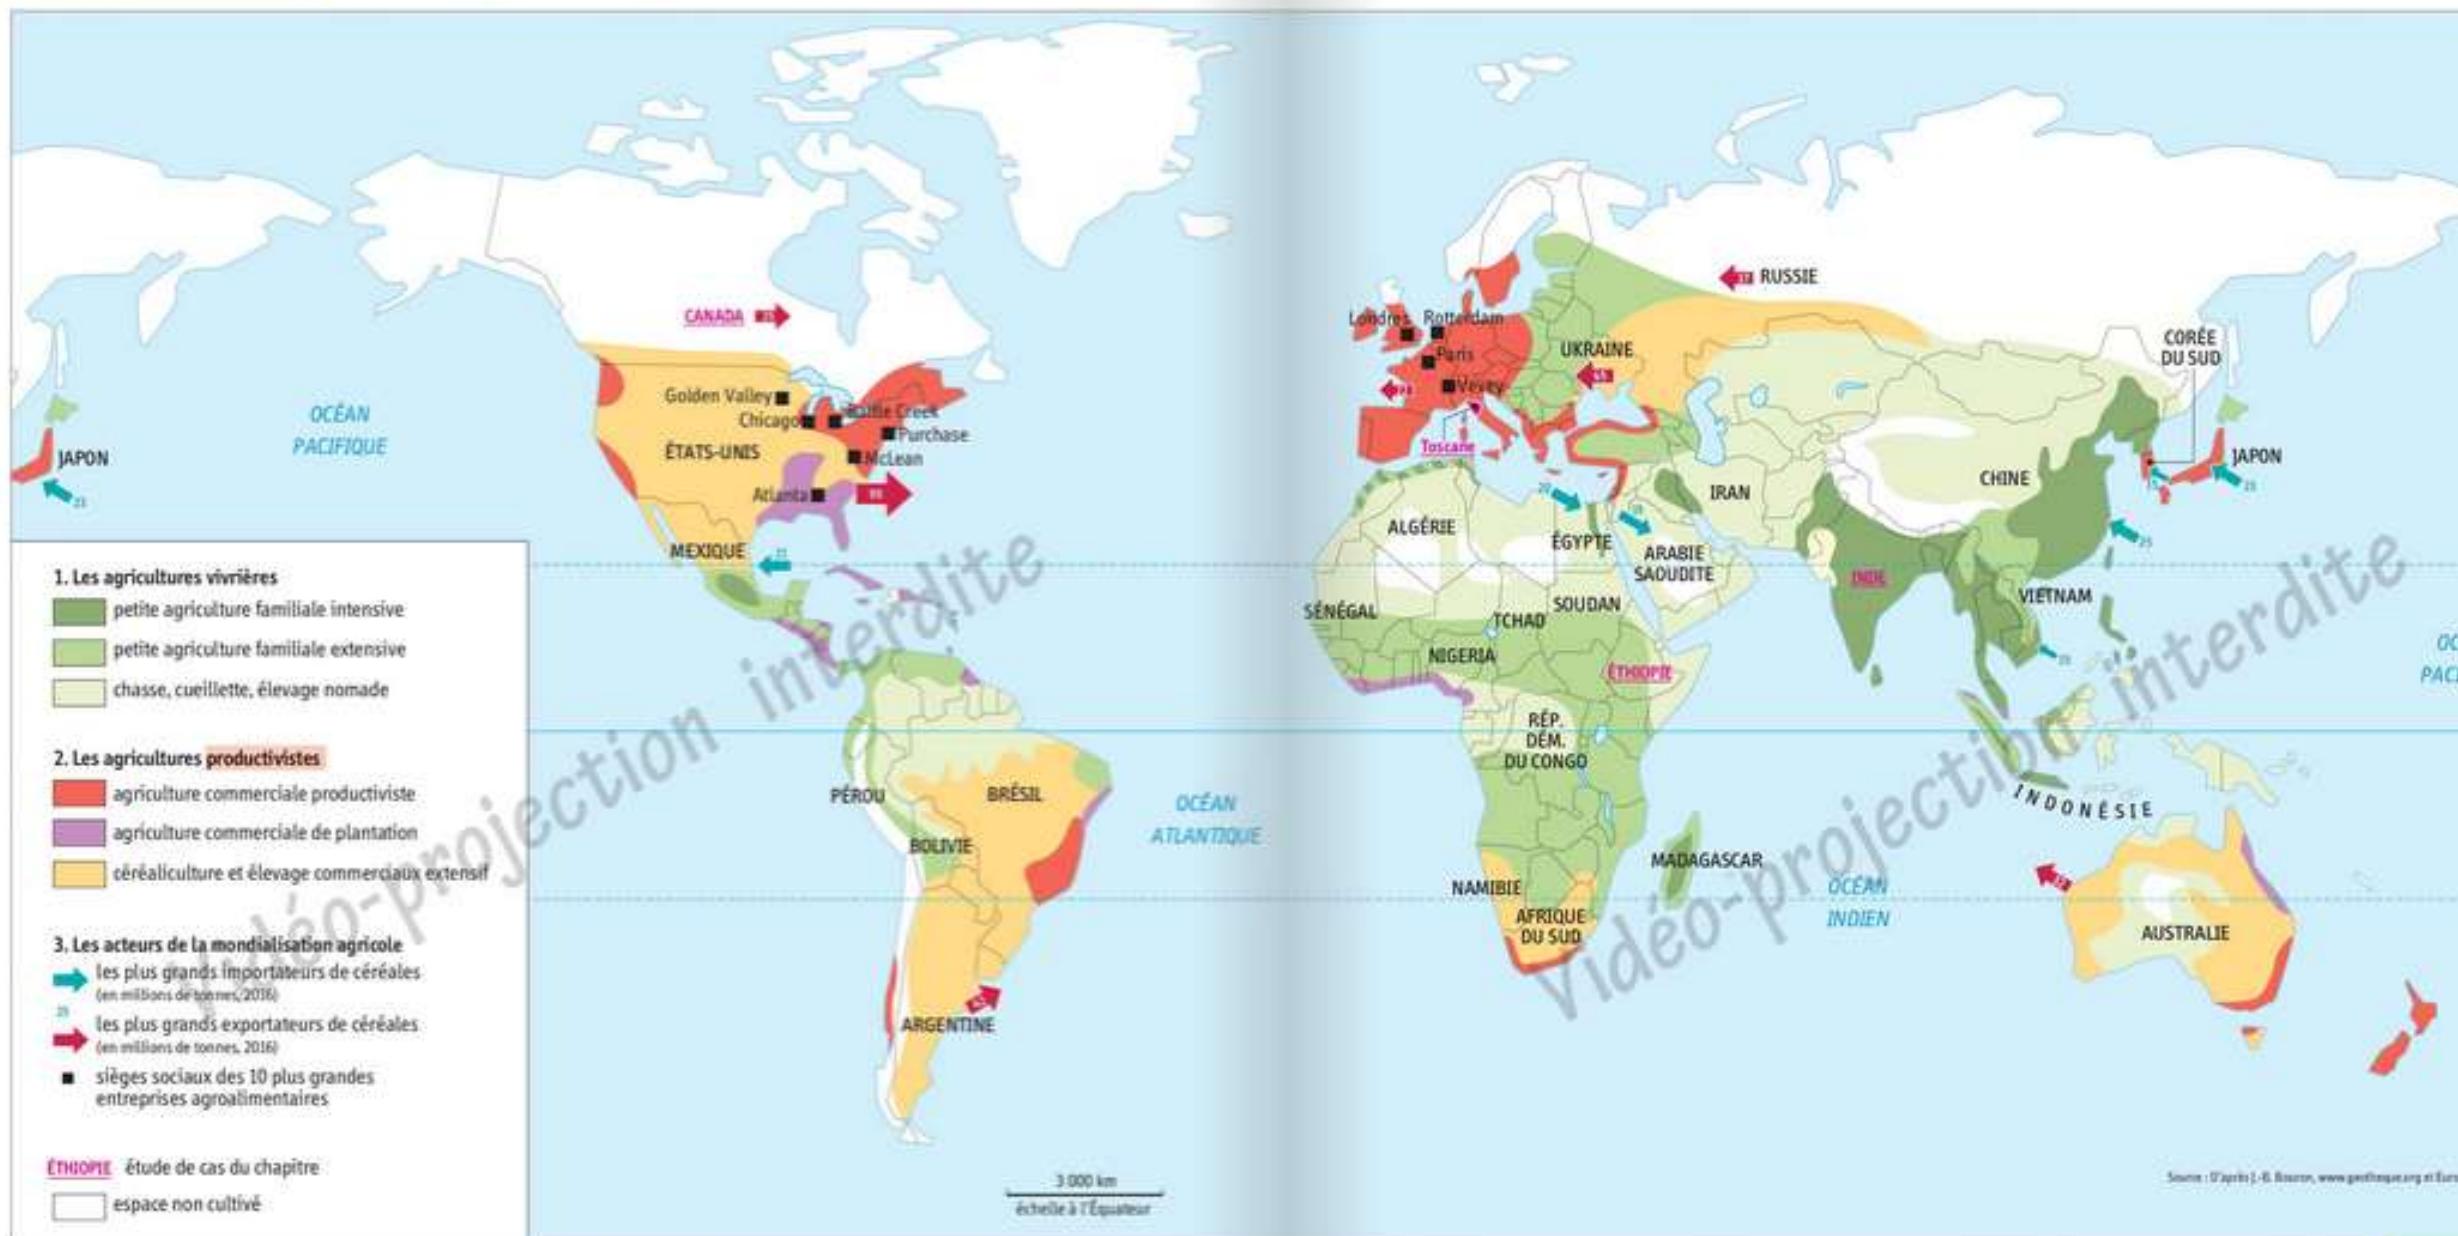 CANADA
RUSSIE
Londres
Rotterdam
Paris
Vevey
UKRAINE
CORÉE
DU SUD
Golden Valley
Chicago
Battle Creek
Purchase
McLean
ÉTATS-UNIS
Atlanta
OCÉAN
PACIFIQUE
JAPON
23
Toscane
IRAN
CHINE
JAPON
ALGÉRIE
ÉGYPTE
ARABIE
SAOUDITE
MEXIQUE
INDE
SÉNÉGAL
TCHAD
SOUDAN
VIETNAM
NIGERIA
ÉTHIOPIE
RÉP.
DÉM.
DU CONGO
PÉROU
BRÉSIL
OCÉAN
ATLANTIQUE
BOLIVIE
INDONÉSIE
MADAGASCAR
NAMIBIE
AFRIQUE
DU SUD
OCÉAN
INDIEN
AUSTRALIE
ARGENTINE
1. Les agricultures vivrières
petite agriculture familiale intensive
petite agriculture familiale extensive
chasse, cueillette, élevage nomade
2. Les agricultures productivistes
agriculture commerciale productiviste
agriculture commerciale de plantation
céréaliculture et élevage commerciaux extensif
3. Les acteurs de la mondialisation agricole
les plus grands importateurs de céréales
(en millions de tonnes, 2016)
les plus grands exportateurs de céréales
(en millions de tonnes, 2016)
sièges sociaux des 10 plus grandes
entreprises agroalimentaires
ÉTHIOPIE étude de cas du chapitre
espace non cultivé
3 000 km
échelle à l'Équateur
Vidéo-projection interdite
Vidéo-projection interdite